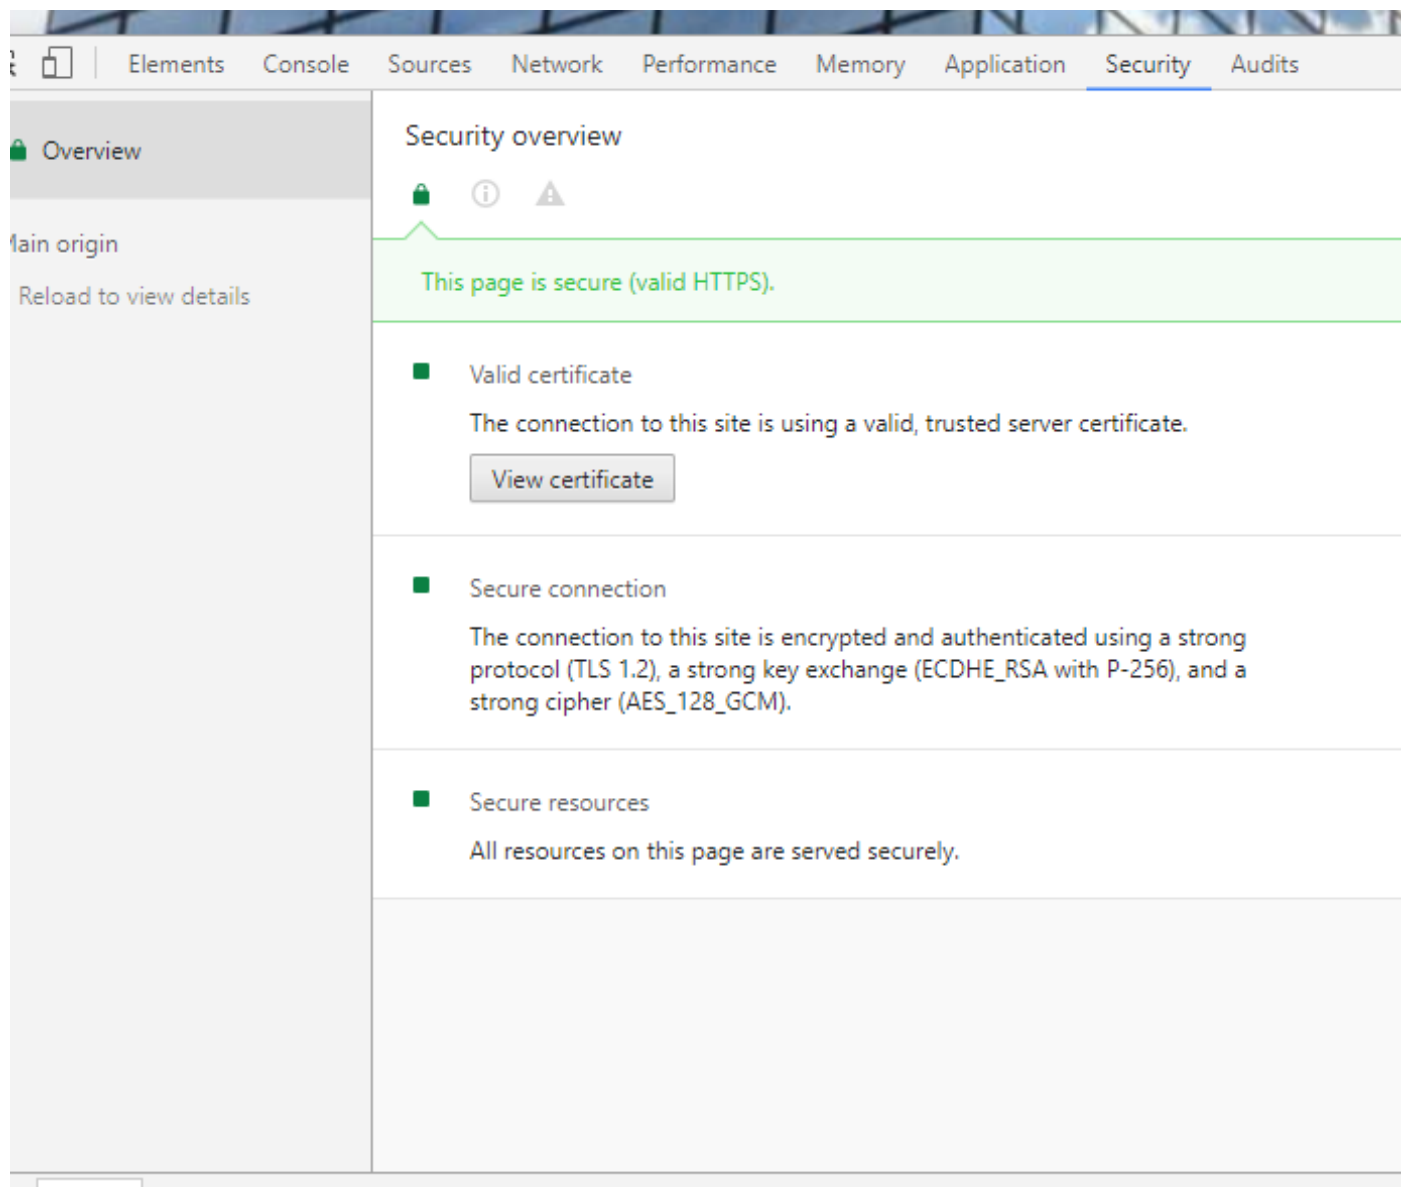 Elements Console Sources Network Performance Memory Application Security Audits
Overview
Main origin
Reload to view details
Security overview
This page is secure (valid HTTPS).
Valid certificate
The connection to this site is using a valid, trusted server certificate.
View certificate
Secure connection
The connection to this site is encrypted and authenticated using a strong
protocol (TLS 1.2), a strong key exchange (ECDHE_RSA with P-256), and a
strong cipher (AES_128_GCM).
Secure resources
All resources on this page are served securely.